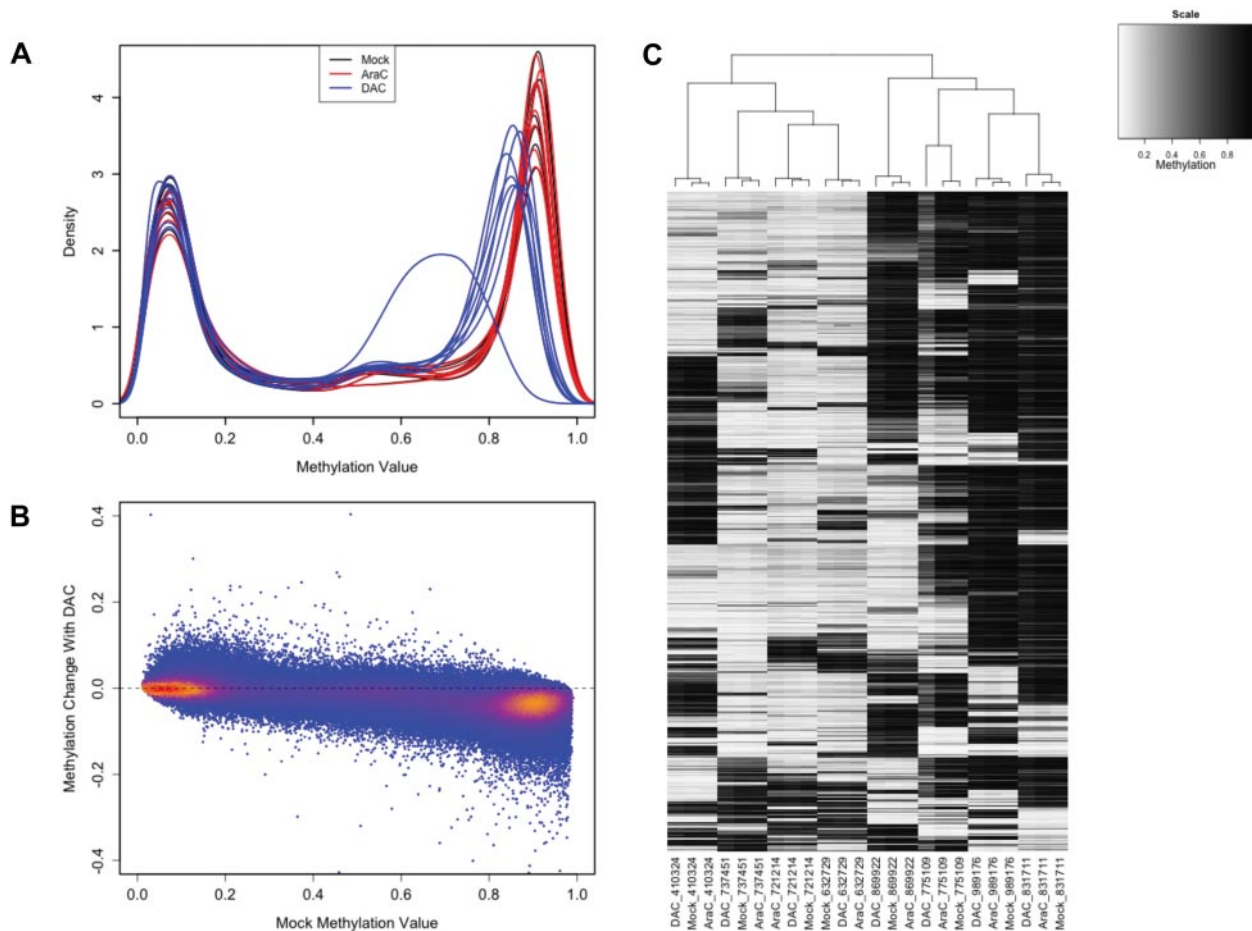 A
Mock
AraC
DAC
Density
0
1
2
3
4
0.0 0.2 0.4 0.6 0.8 1.0
Methylation Value
B
Methylation Change With DAC
0.4
0.2
0.0
-0.2
-0.4
0.0 0.2 0.4 0.6 0.8 1.0
Mock Methylation Value
C
Scale
0.2 0.4 0.6 0.8
Methylation
DAC_410324
Mock_410324
AraC_410324
DAC_737451
Mock_737451
AraC_737451
AraC_721214
DAC_721214
Mock_721214
Mock_632729
DAC_632729
AraC_632729
DAC_869922
Mock_869922
AraC_869922
DAC_775109
AraC_775109
Mock_775109
DAC_989176
AraC_989176
Mock_989176
DAC_831711
AraC_831711
Mock_831711